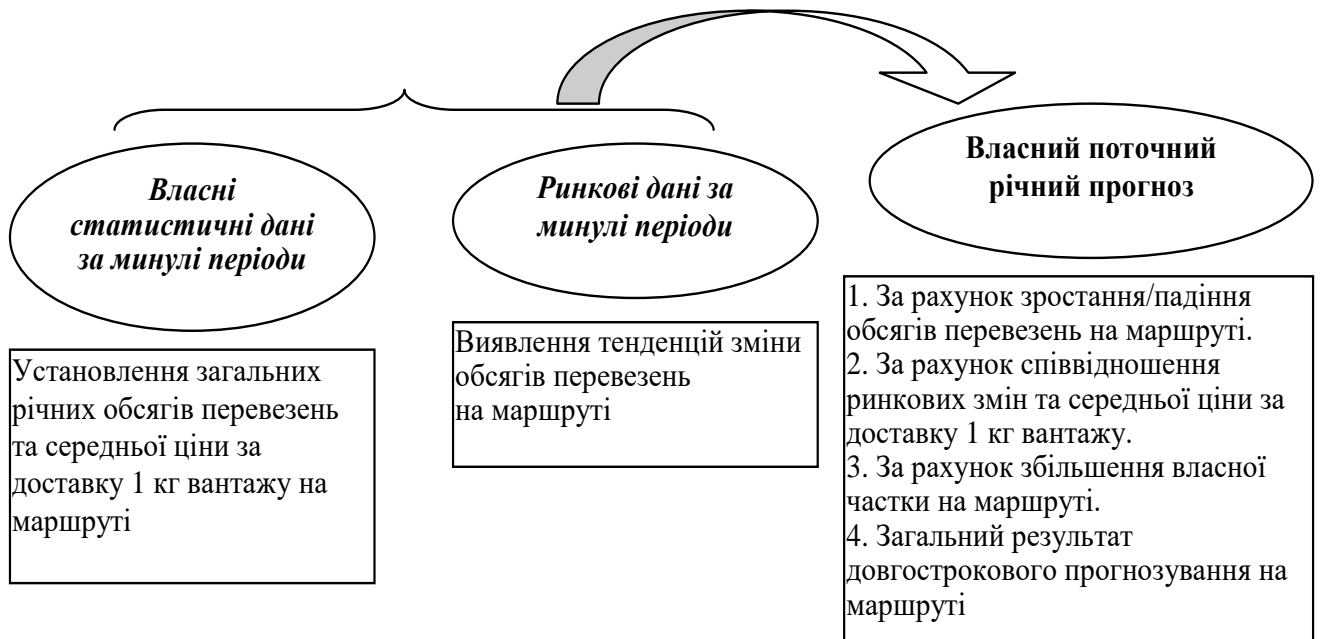 Власні
статистичні дані
за минулі періоди
Установлення загальних
річних обсягів перевезень
та середньої ціни за
доставку 1 кг вантажу на
маршруті
Ринкові дані за
минулі періоди
Виявлення тенденцій зміни
обсягів перевезень
на маршруті
Власний поточний
річний прогноз
1. За рахунок зростання/падіння
обсягів перевезень на маршруті.
2. За рахунок співвідношення
ринкових змін та середньої ціни за
доставку 1 кг вантажу.
3. За рахунок збільшення власної
частки на маршруті.
4. Загальний результат
довгострокового прогнозування на
маршруті